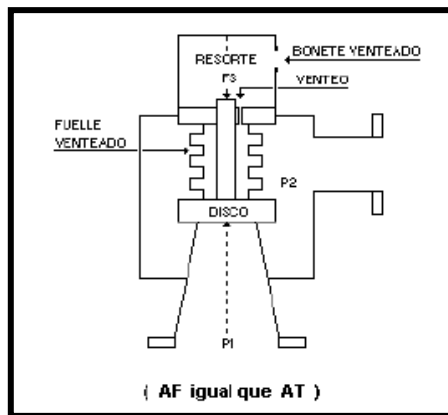 BONETE VENTEADO
RESORTE
FS
VENTEO
FUELLE
VENTEADO
P2
DISCO
P1
( AF igual que AT )